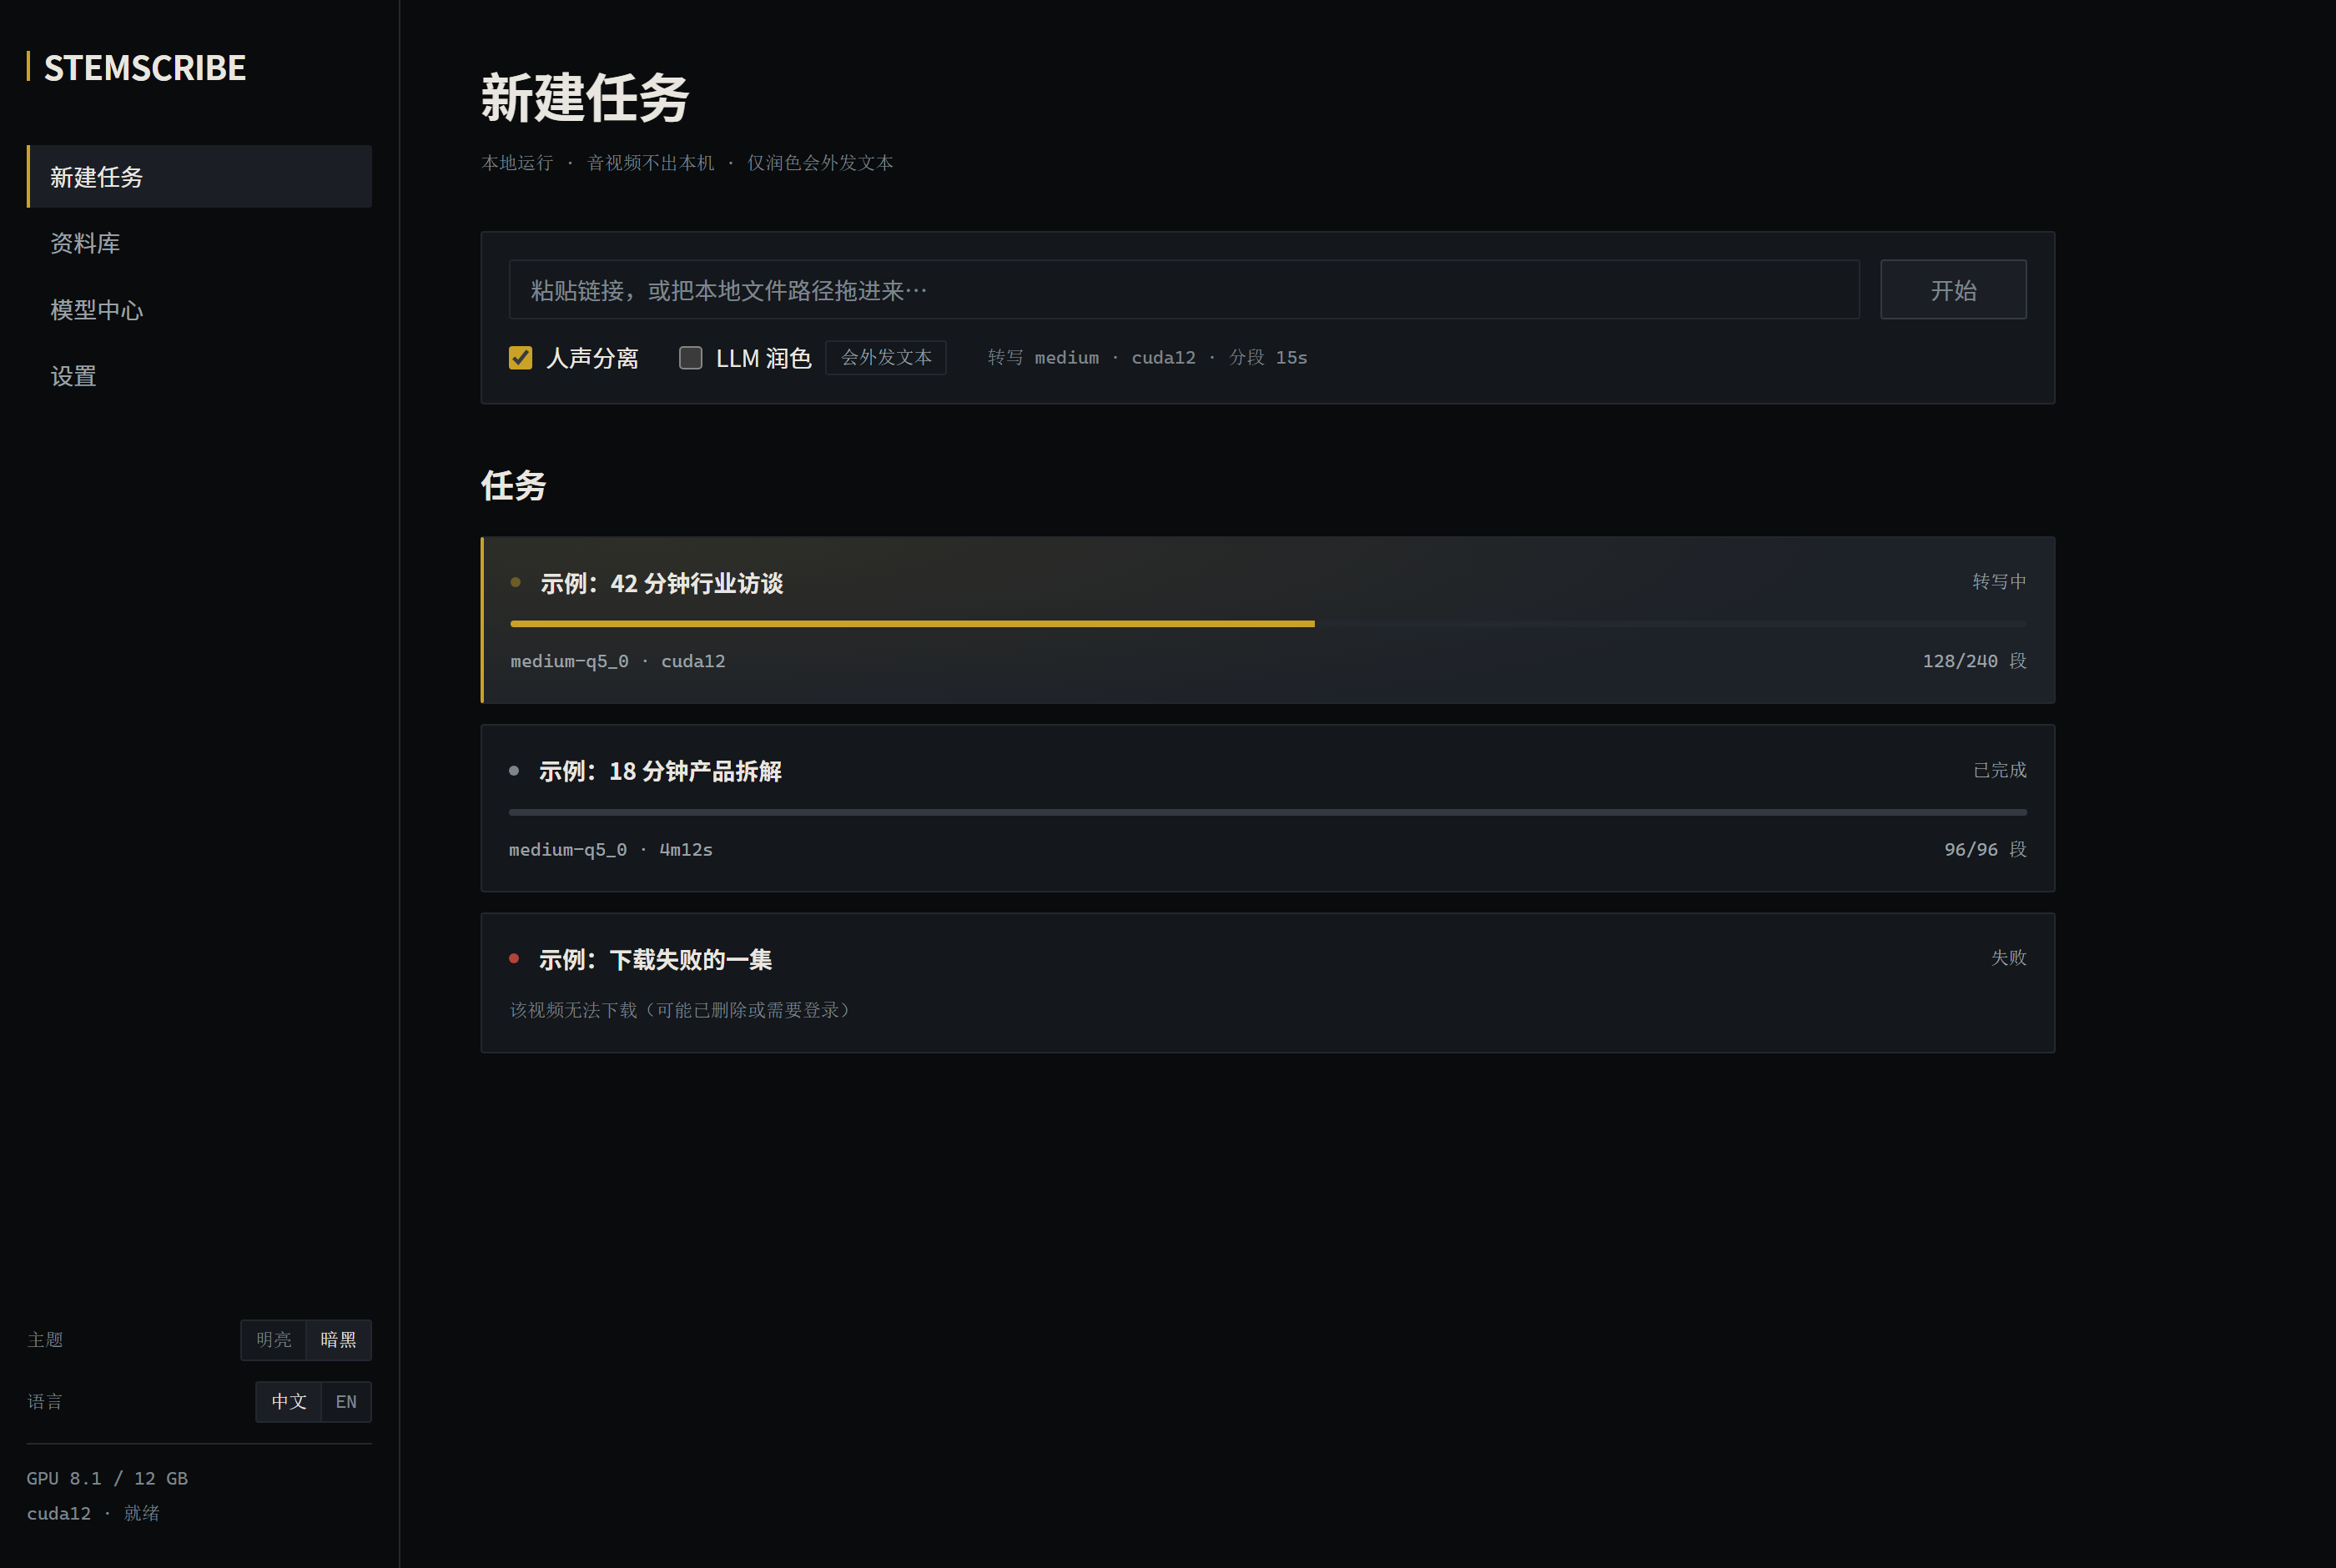 STEMSCRIBE
新建任务
资料库
模型中心
设置
主题 明亮 暗黑
语言 中文 EN
GPU 8.1 / 12 GB
cuda12 · 就绪
新建任务
本地运行 · 音视频不出本机 · 仅润色会外发文本
粘贴链接，或把本地文件路径拖进来…
开始
人声分离 LLM 润色 会外发文本 转写 medium · cuda12 · 分段 15s
任务
示例：42 分钟行业访谈 转写中
medium-q5_0 · cuda12 128/240 段
示例：18 分钟产品拆解 已完成
medium-q5_0 · 4m12s 96/96 段
示例：下载失败的一集 失败
该视频无法下载（可能已删除或需要登录）